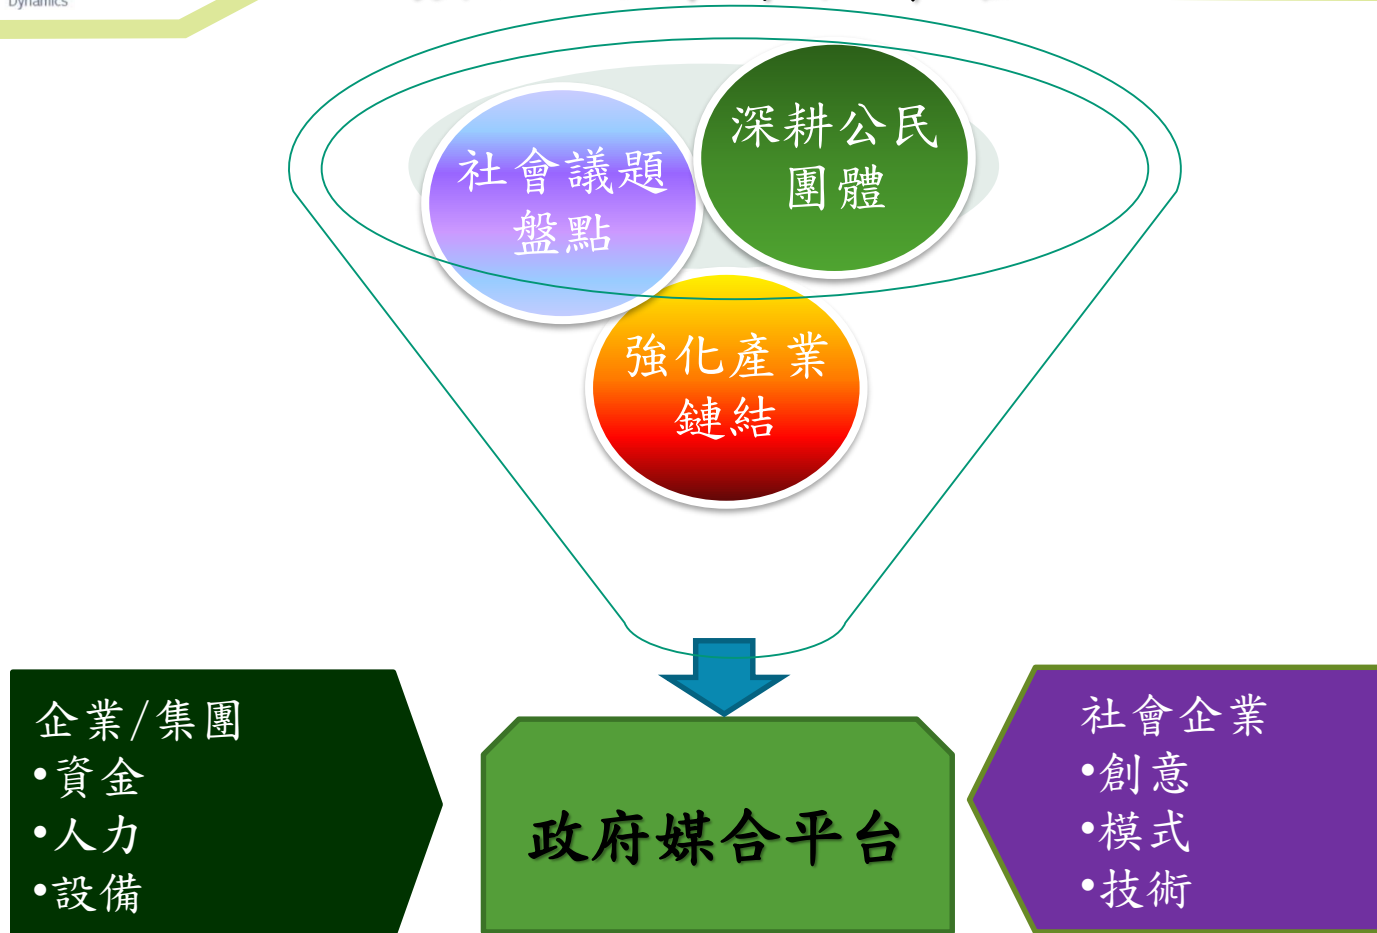 Dynamics
深耕公民
團體
社會議題
盤點
強化產業
鏈結
企業/集團
•資金
•人力
•設備
政府媒合平台
社會企業
•創意
•模式
•技術